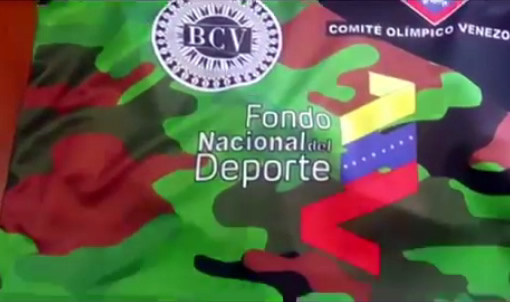 BCV
COMITÉ OLÍMPICO VENEZO
Fondo
Nacional del
Deporte